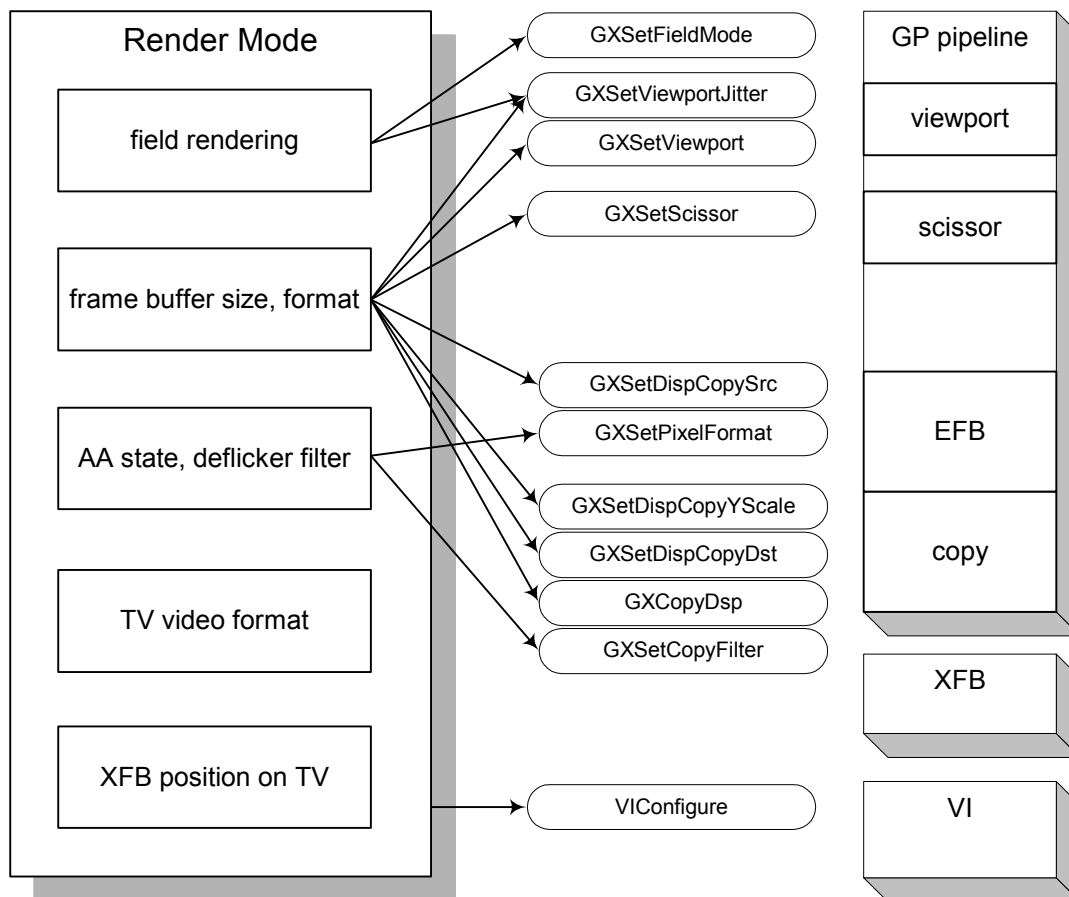 Render Mode
field rendering
frame buffer size, format
AA state, deflicker filter
TV video format
XFB position on TV
GXSetFieldMode
GXSetViewportJitter
GXSetViewport
GXSetScissor
GXSetDispCopySrc
GXSetPixelFormat
GXSetDispCopyYScale
GXSetDispCopyDst
GXCopyDsp
GXSetCopyFilter
VIConfigure
GP pipeline
viewport
scissor
EFB
copy
XFB
VI